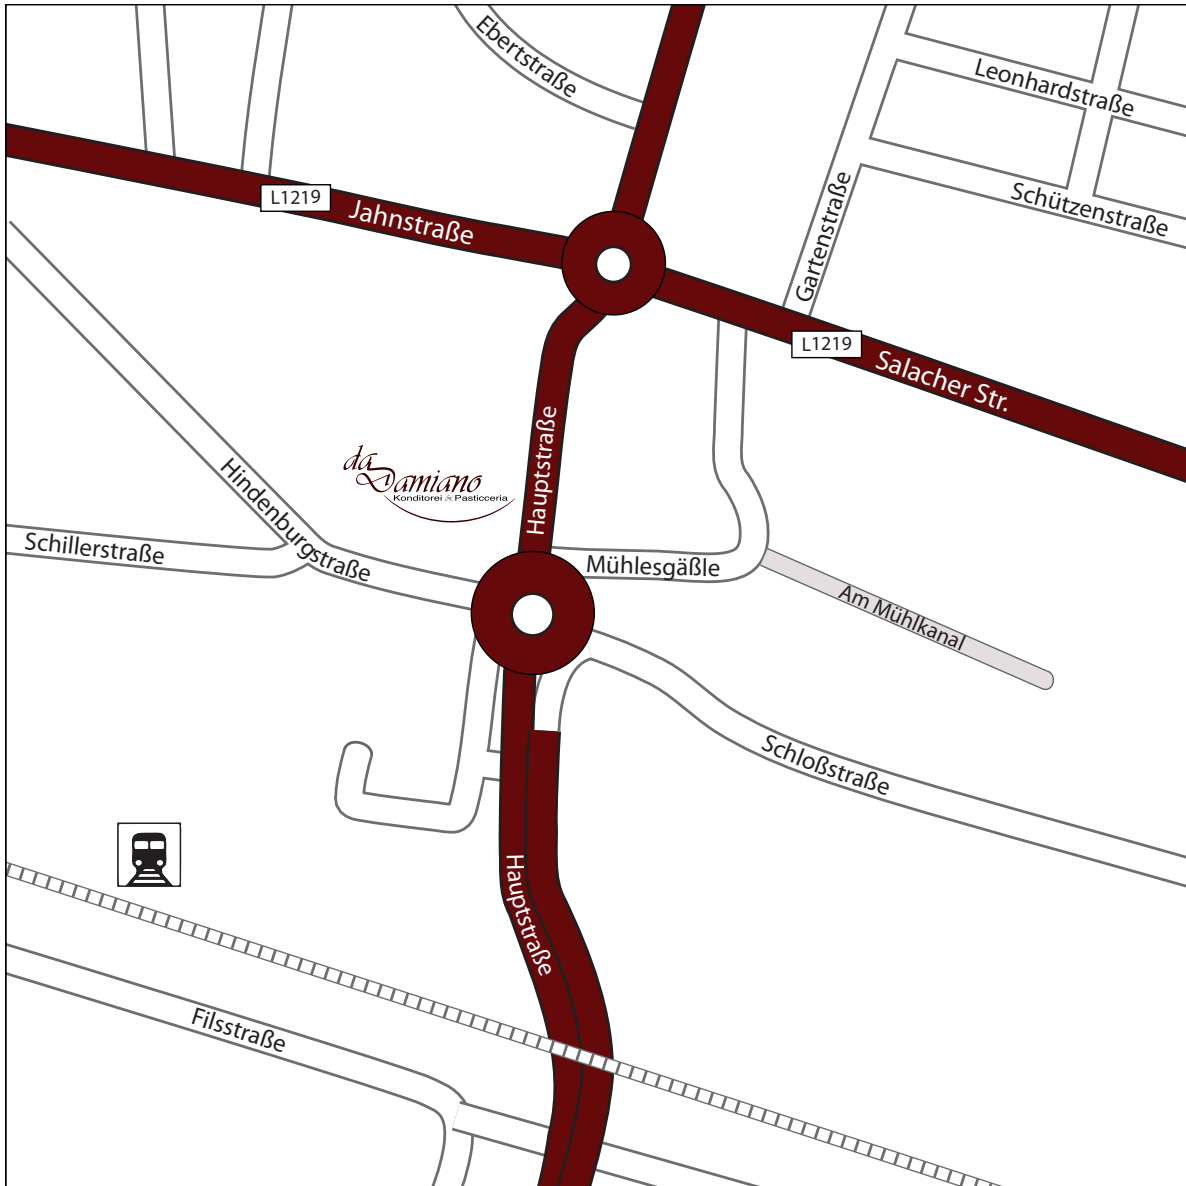 Ebertstraße
Leonhardstraße
Schützenstraße
Gartenstraße
L1219
Jahnstraße
L1219
Salacher Str.
Hauptstraße
da
Damiano
Konditorei & Pasticceria
Hindenburgstraße
Schillerstraße
Mühlesgäßle
Am Mühlkanal
Schloßstraße
Hauptstraße
Filsstraße